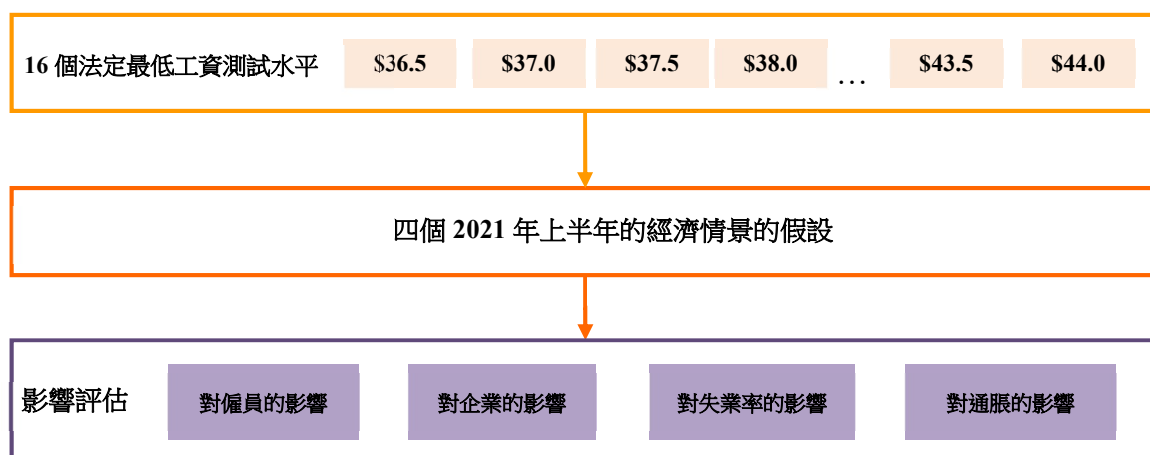 16 個法定最低工資測試水平 $36.5 $37.0 $37.5 $38.0 … $43.5 $44.0
四個 2021 年上半年的經濟情景的假設
影響評估 對僱員的影響 對企業的影響 對失業率的影響 對通脹的影響